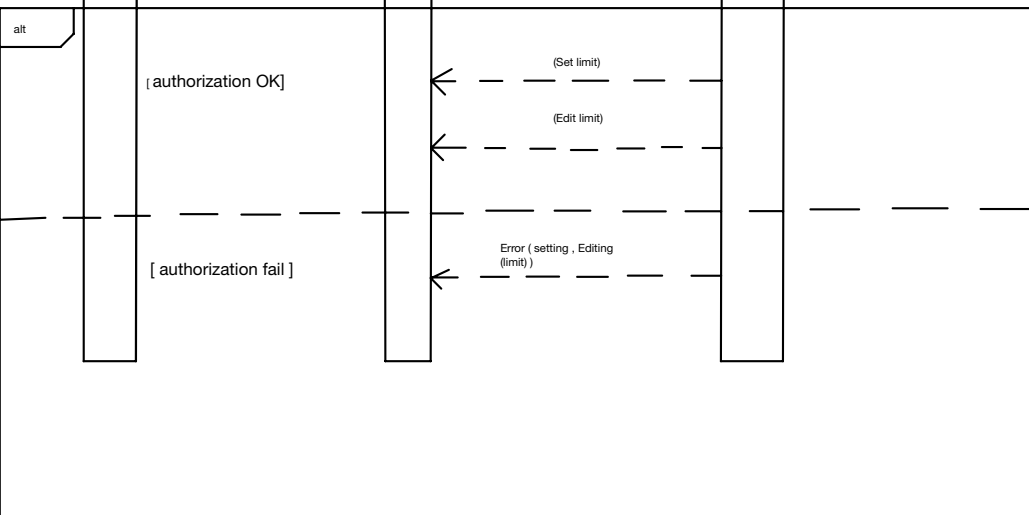 alt
[ authorization OK]
(Set limit)
(Edit limit)
[ authorization fail ]
Error ( setting , Editing
(limit) )